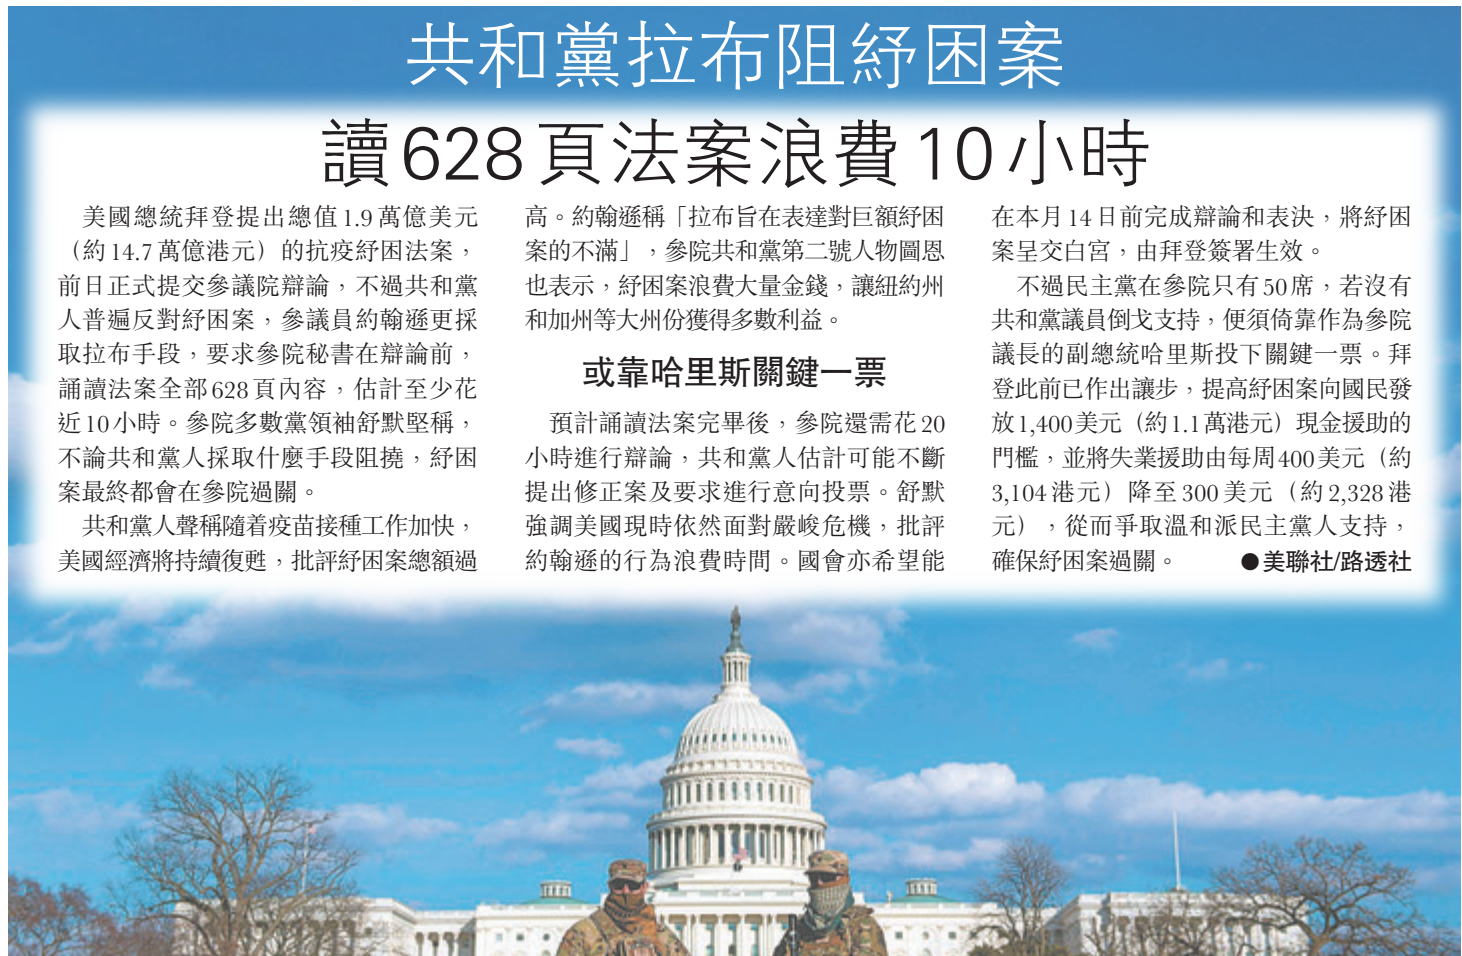 共和黨拉布阻紓困案
讀628頁法案浪費10小時
美國總統拜登提出總值1.9萬億美元
（約14.7萬億港元）的抗疫紓困法案，
前日正式提交參議院辯論，不過共和黨
人普遍反對紓困案，參議員約翰遜更採
取拉布手段，要求參院秘書在辯論前，
誦讀法案全部628頁內容，估計至少花
近10小時。參院多數黨領袖舒默堅稱，
不論共和黨人採取什麼手段阻撓，紓困
案最終都會在參院過關。
共和黨人聲稱隨着疫苗接種工作加快，
美國經濟將持續復甦，批評紓困案總額過
高。約翰遜稱「拉布旨在表達對巨額紓困
案的不滿」，參院共和黨第二號人物圖恩
也表示，紓困案浪費大量金錢，讓紐約州
和加州等大州份獲得多數利益。
或靠哈里斯關鍵一票
預計誦讀法案完畢後，參院還需花20
小時進行辯論，共和黨人估計可能不斷
提出修正案及要求進行意向投票。舒默
強調美國現時依然面對嚴峻危機，批評
約翰遜的行為浪費時間。國會亦希望能
在本月14日前完成辯論和表決，將紓困
案呈交白宮，由拜登簽署生效。
不過民主黨在參院只有50席，若沒有
共和黨議員倒戈支持，便須倚靠作為參院
議長的副總統哈里斯投下關鍵一票。拜
登此前已作出讓步，提高紓困案向國民發
放1,400美元（約1.1萬港元）現金援助的
門檻，並將失業援助由每周400美元（約
3,104港元）降至300美元（約2,328港
元），從而爭取溫和派民主黨人支持，
確保紓困案過關。 ●美聯社/路透社